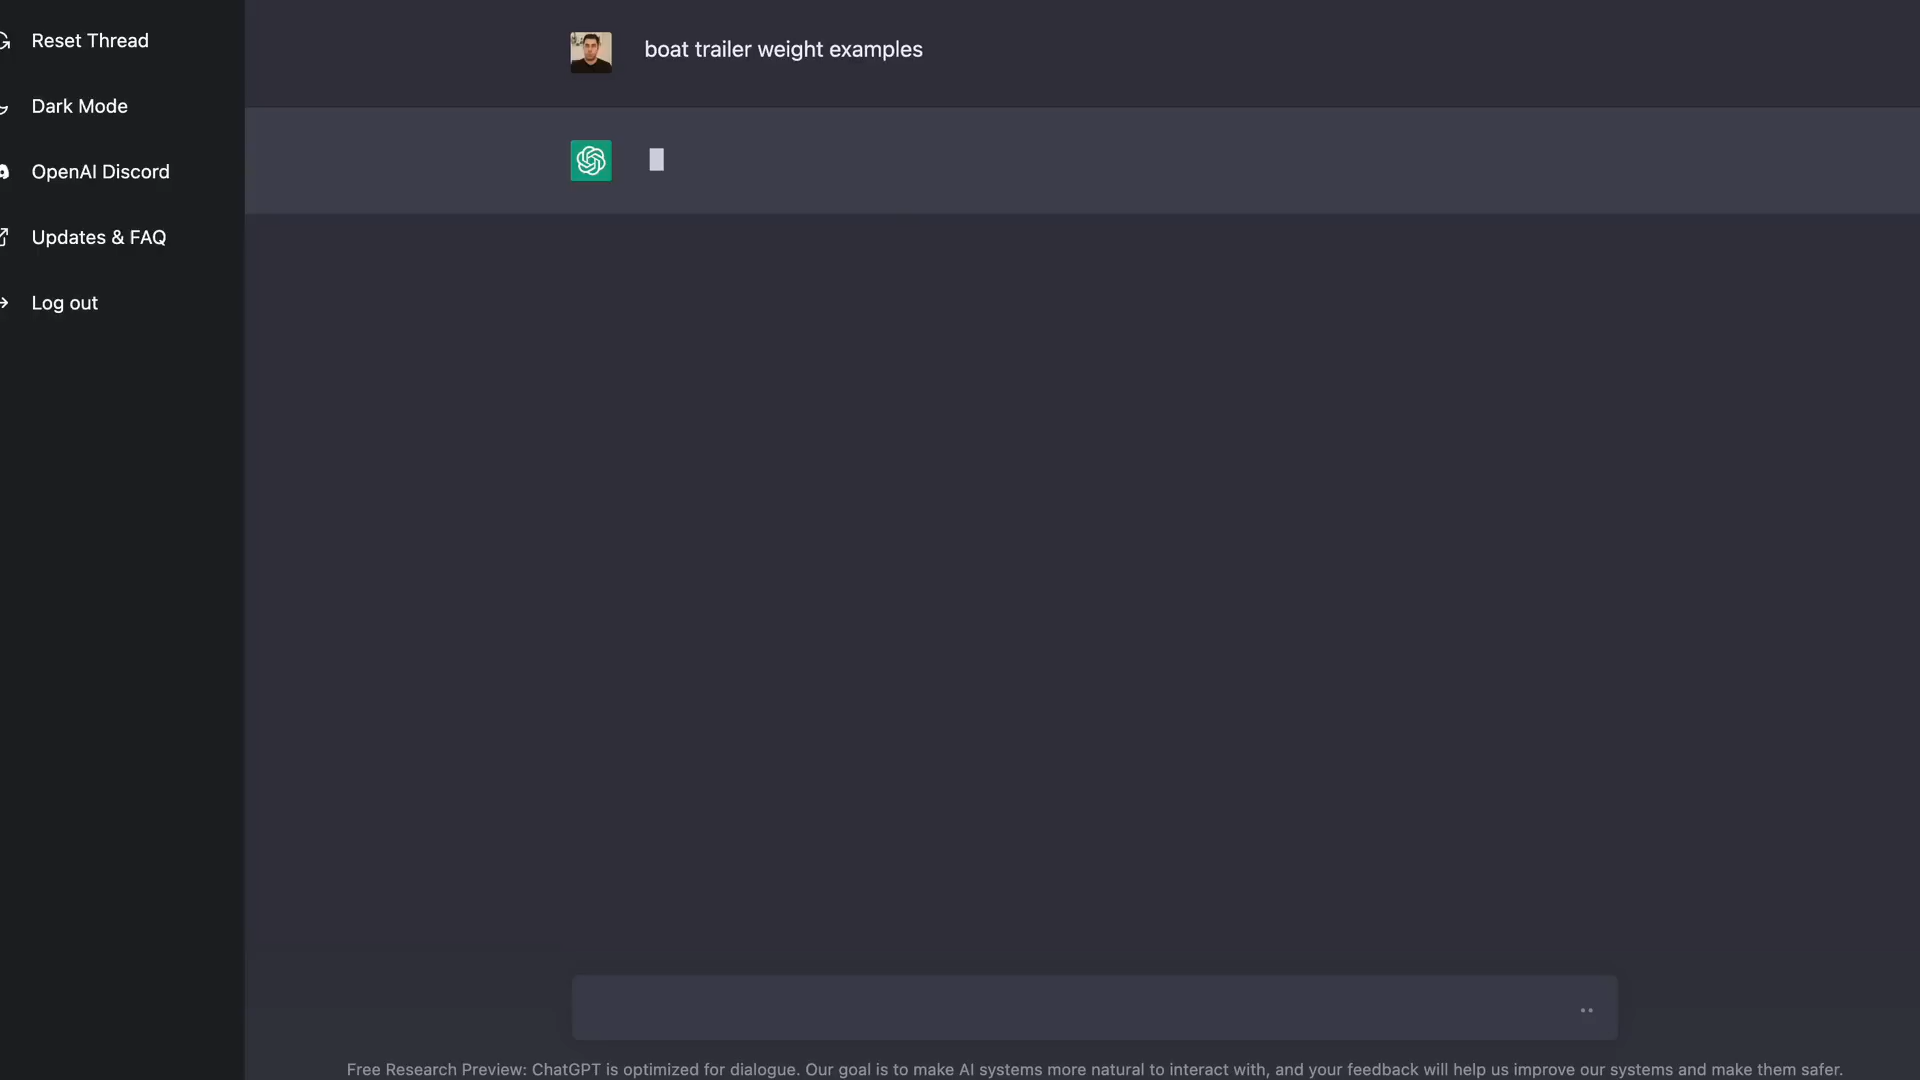 Reset Thread
Dark Mode
OpenAI Discord
Updates & FAQ
Log out
boat trailer weight examples
Free Research Preview: ChatGPT is optimized for dialogue. Our goal is to make AI systems more natural to interact with, and your feedback will help us improve our systems and make them safer.